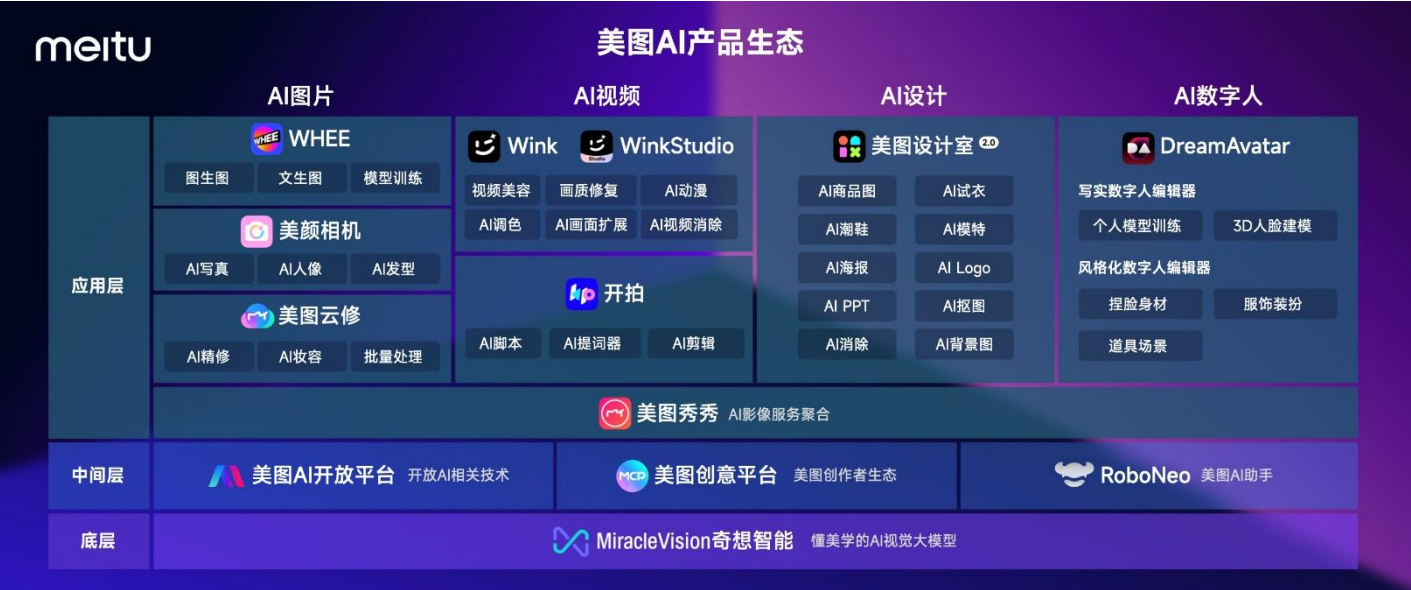 meitu
美图AI产品生态
AI图片
AI视频
AI设计
AI数字人
应用层
WHEE
WHEE
图生图
文生图
模型训练
美颜相机
AI写真
AI人像
AI发型
美图云修
AI精修
AI妆容
批量处理
Wink
Studio
WinkStudio
视频美容
画质修复
AI动漫
AI调色
AI画面扩展
AI视频消除
开拍
AI脚本
AI提词器
AI剪辑
美图设计室 2.0
AI商品图
AI试衣
AI潮鞋
AI模特
AI海报
AI Logo
AI PPT
AI抠图
AI消除
AI背景图
DreamAvatar
写实数字人编辑器
个人模型训练
3D人脸建模
风格化数字人编辑器
捏脸身材
服饰装扮
道具场景
美图秀秀 AI影像服务聚合
中间层
美图AI开放平台 开放AI相关技术
MCP
美图创意平台 美图创作者生态
RoboNeo 美图AI助手
底层
MiracleVision奇想智能 懂美学的AI视觉大模型